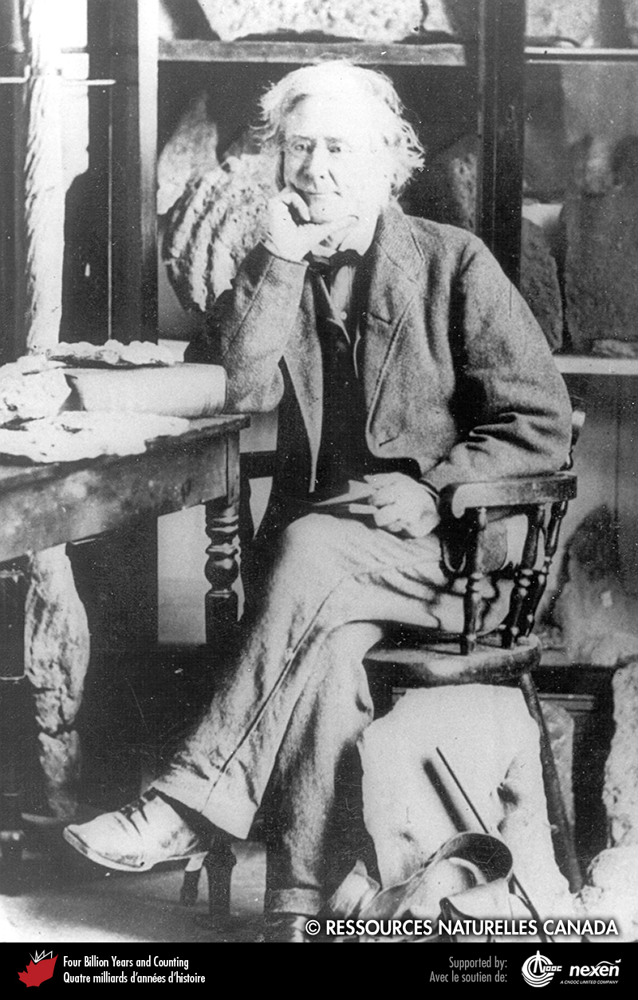 © RESSOURCES NATURELLES CANADA
Four Billion Years and Counting
Quatre milliards d'années d'histoire
Supported by:
Avec le soutien de:
CNOOC
nexen
A CNOOC LIMITED COMPANY